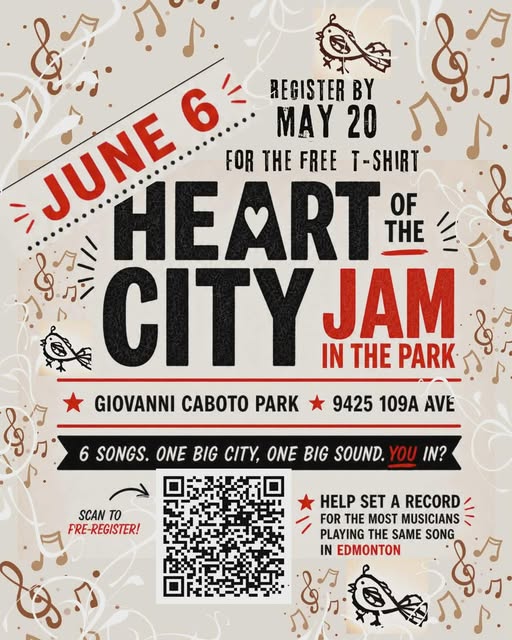 JUNE 6
REGISTER BY
MAY 20
FOR THE FREE T-SHIRT
HEART
OF
THE
CITY
JAM
IN THE PARK
★ GIOVANNI CABOTO PARK ★ 9425 109A AVE
6 SONGS. ONE BIG CITY, ONE BIG SOUND. YOU IN?
SCAN TO
PRE-REGISTER!
★ HELP SET A RECORD
FOR THE MOST MUSICIANS
PLAYING THE SAME SONG
IN EDMONTON